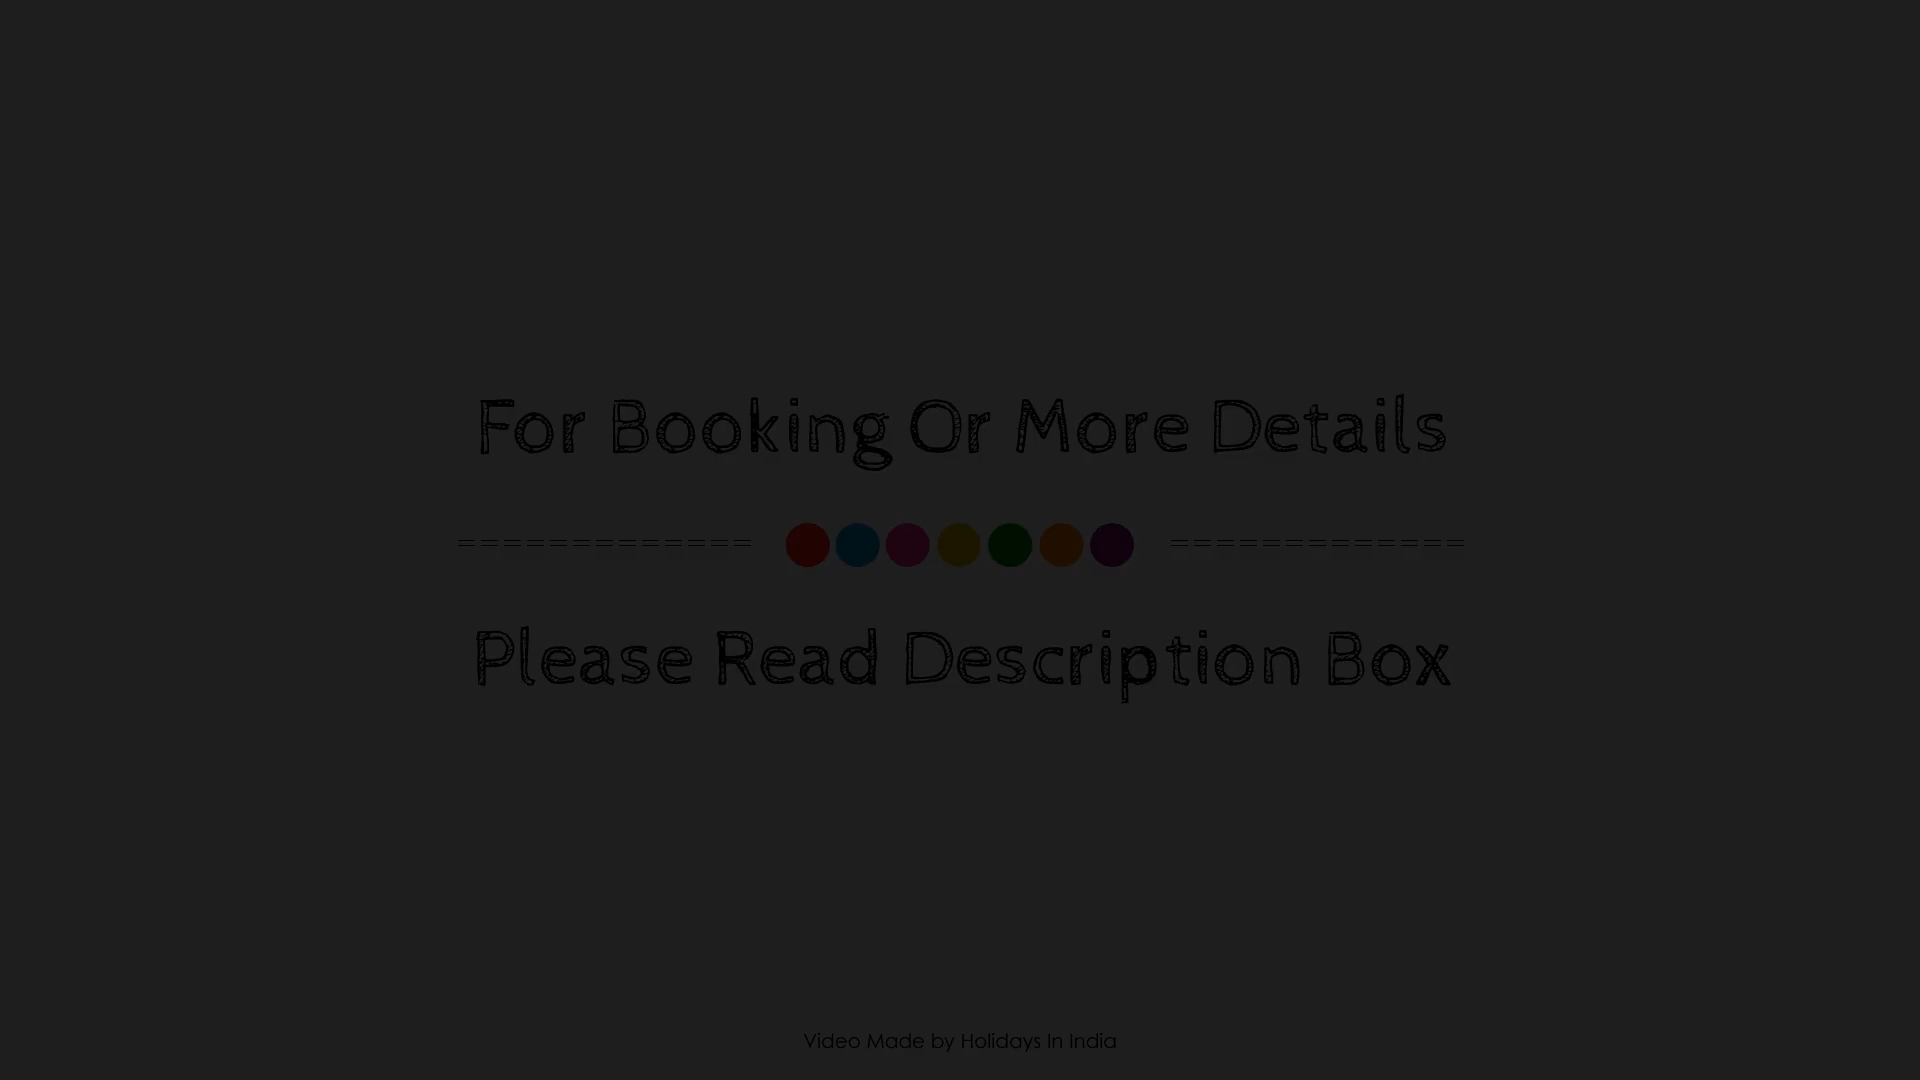 For Booking Or More Details
============= =============
Please Read Description Box
Video Made by Holidays In India